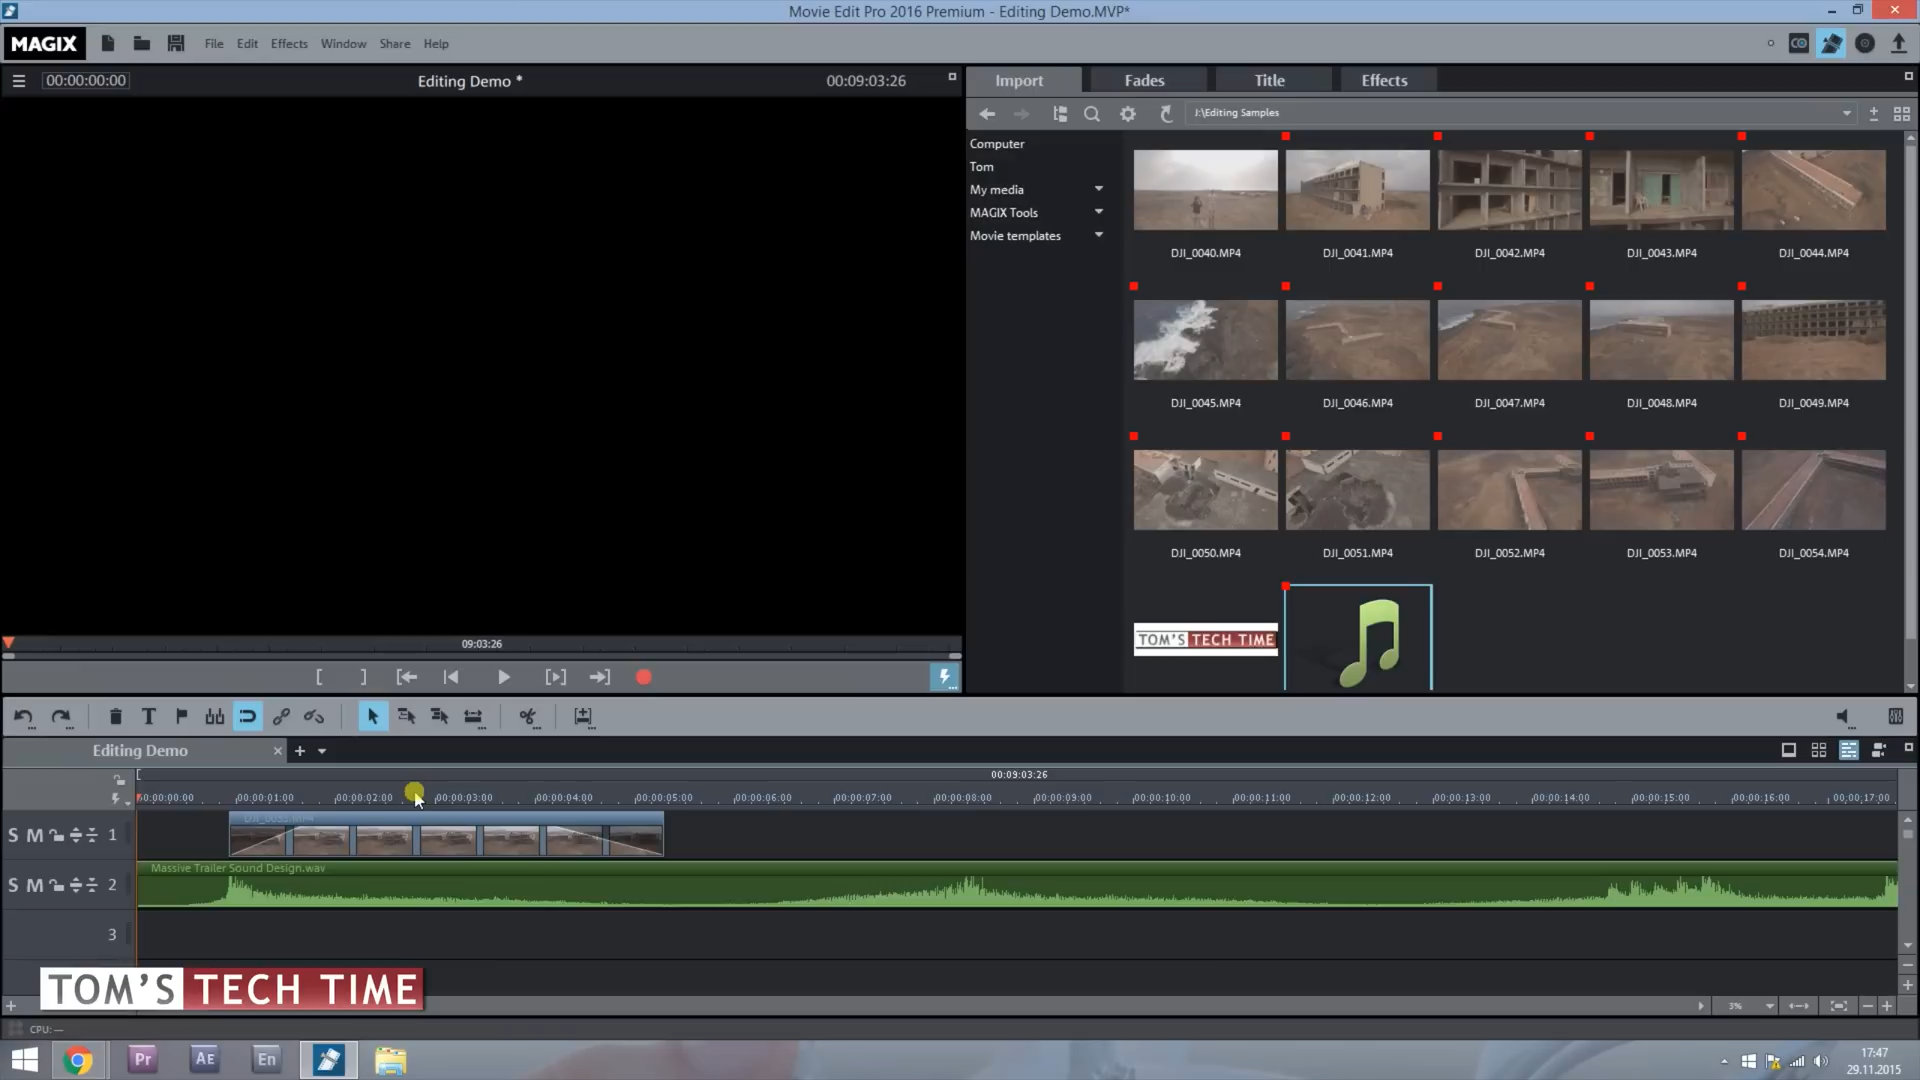 Movie Edit Pro 2016 Premium - Editing Demo.MVP*
MAGIX
File Edit Effects Window Share Help
00:00:00:00
Editing Demo *
00:09:03:26
Import Fades Title Effects
J:\Editing Samples
Computer
Tom
My media
MAGIX Tools
Movie templates
DJI_0040.MP4 DJI_0041.MP4 DJI_0042.MP4 DJI_0043.MP4 DJI_0044.MP4
DJI_0045.MP4 DJI_0046.MP4 DJI_0047.MP4 DJI_0048.MP4 DJI_0049.MP4
DJI_0050.MP4 DJI_0051.MP4 DJI_0052.MP4 DJI_0053.MP4 DJI_0054.MP4
TOM'S TECH TIME
09:03:26
Editing Demo
00:09:03:26
00:00:00:00 00:00:01:00 00:00:02:00 00:00:03:00 00:00:04:00 00:00:05:00 00:00:06:00 00:00:07:00 00:00:08:00 00:00:09:00 00:00:10:00 00:00:11:00 00:00:12:00 00:00:13:00 00:00:14:00 00:00:15:00 00:00:16:00 00:00:17:00
S M 1
Massive Trailer Sound Design.wav
S M 2
3
TOM'S TECH TIME
3%
CPU: —
Pr Ae En
17:47
29.11.2015